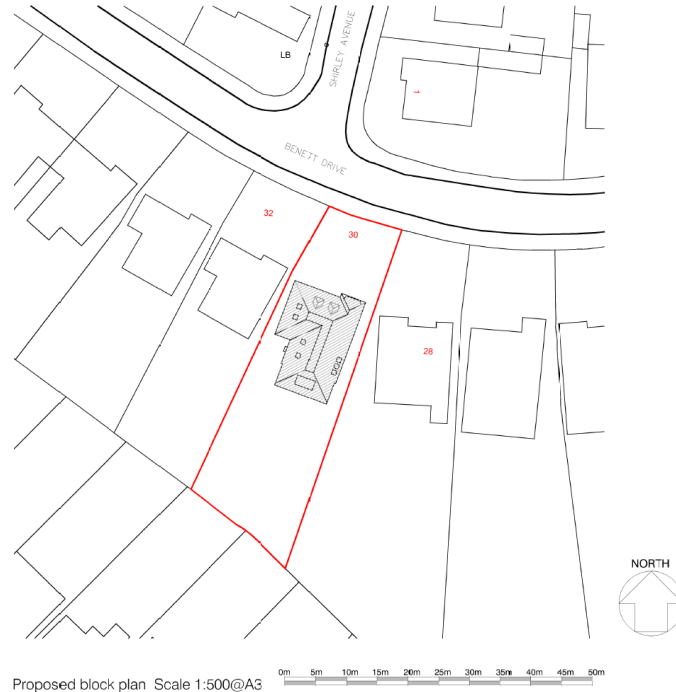 LB
SHIRLEY AVENUE
1
BENETT DRIVE
32
30
28
NORTH
Proposed block plan Scale 1:500@A3
0m 5m 10m 15m 20m 25m 30m 35m 40m 45m 50m